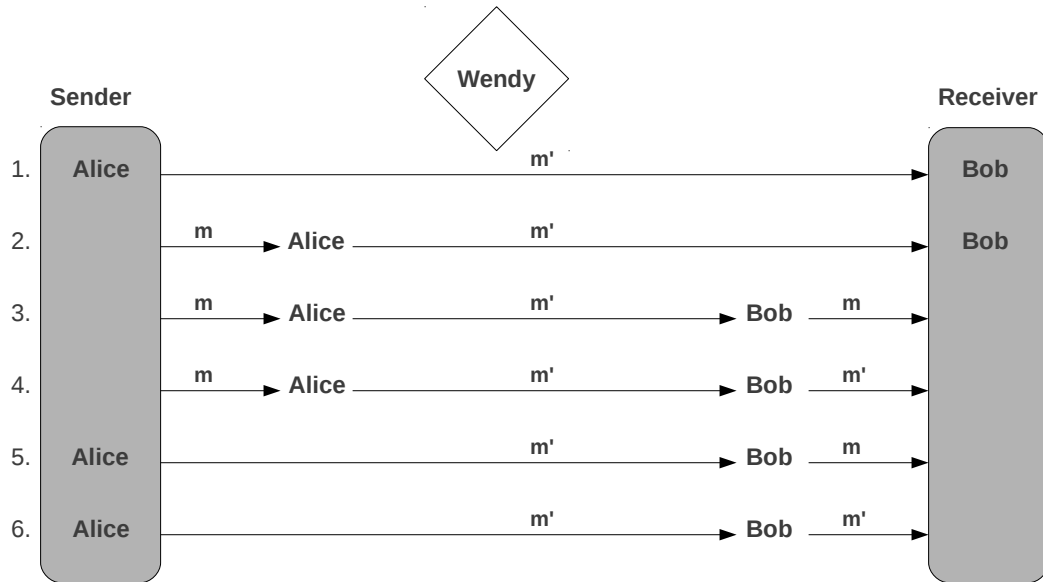 Wendy
Sender Receiver
1. Alice m' Bob
2. m Alice m' Bob
3. m Alice m' Bob m
4. m Alice m' Bob m'
5. Alice m' Bob m
6. Alice m' Bob m'